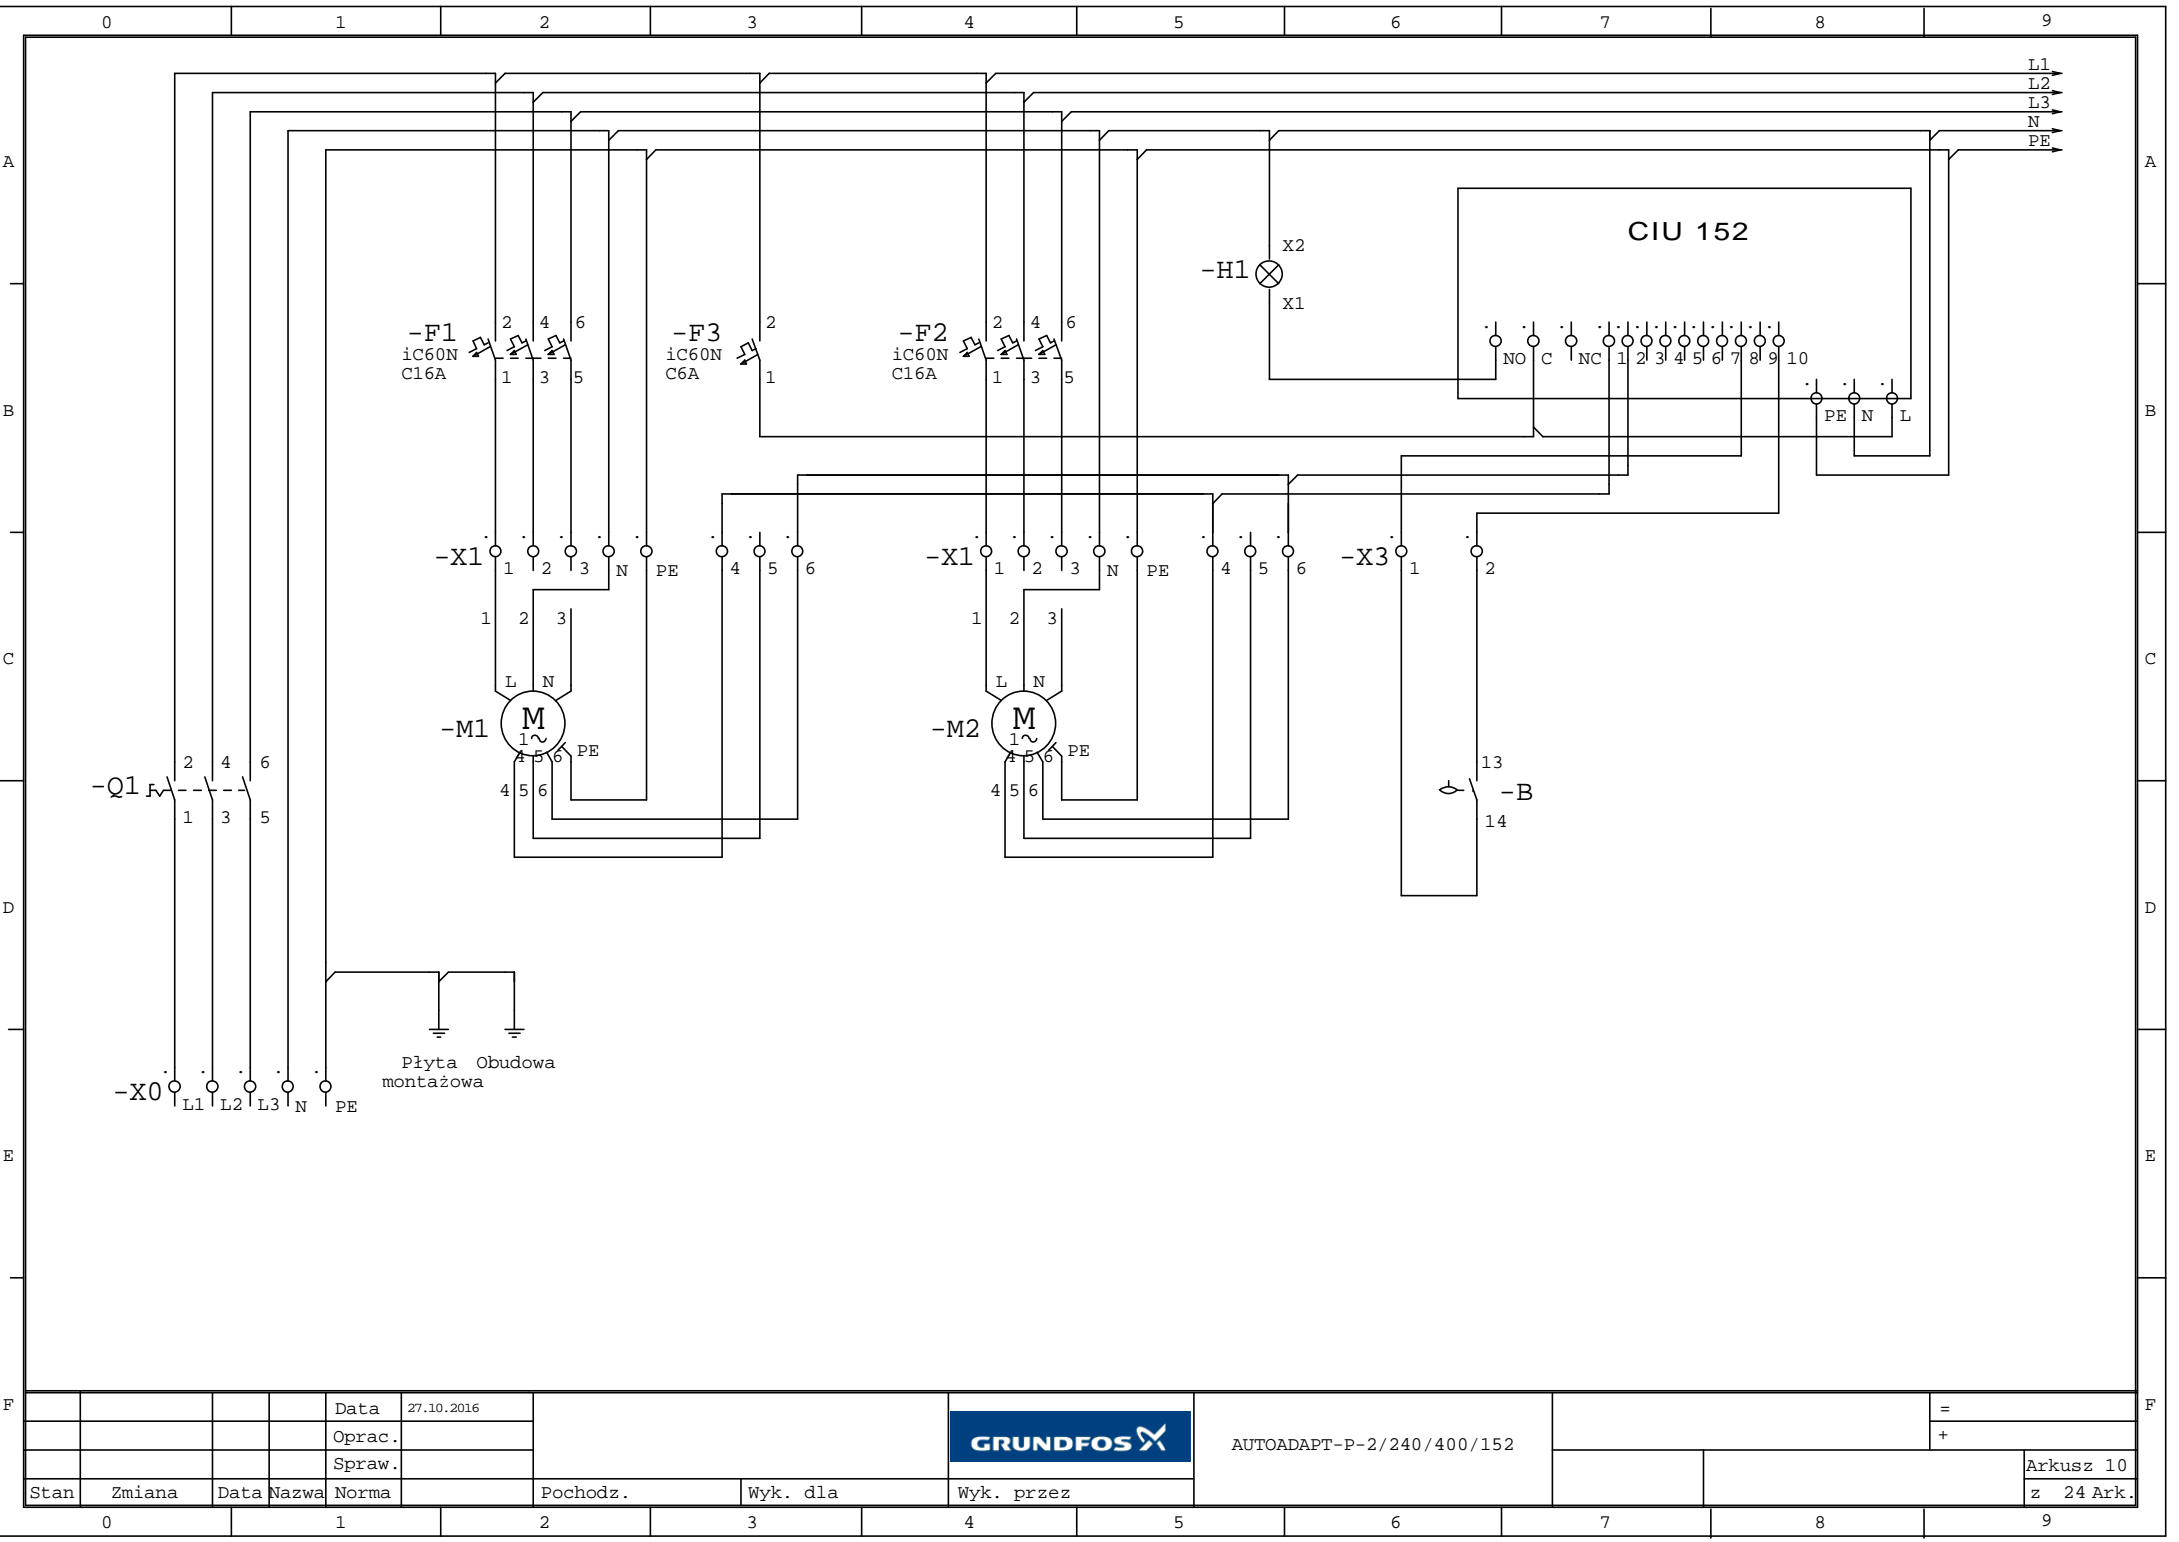 0 1 2 3 4 5 6 7 8 9
L1
L2
L3
N
PE
A A
CIU 152
X2
-H1
X1
-F1 2 4 6
iC60N
C16A 1 3 5
-F3 2
iC60N
C6A 1
-F2 2 4 6
iC60N
C16A 1 3 5
NO C NC 1 2 3 4 5 6 7 8 9 10
PE N L
B B
-X1 1 2 3 N PE 4 5 6
-X1 1 2 3 N PE 4 5 6
-X3 1 2
1 2 3
1 2 3
C C
L N
L N
-M1 M
1~
4 5 6 PE
-M2 M
1~
4 5 6 PE
4 5 6
4 5 6
2 4 6
-Q1
1 3 5
13
-B
14
D D
Płyta Obudowa
montażowa
-X0 L1 L2 L3 N PE
E E
F F
Data 27.10.2016
Oprac.
Spraw.
Stan Zmiana Data Nazwa Norma
Pochodz. Wyk. dla Wyk. przez
GRUNDFOS
AUTOADAPT-P-2/240/400/152
=
+
Arkusz 10
z 24 Ark.
0 1 2 3 4 5 6 7 8 9